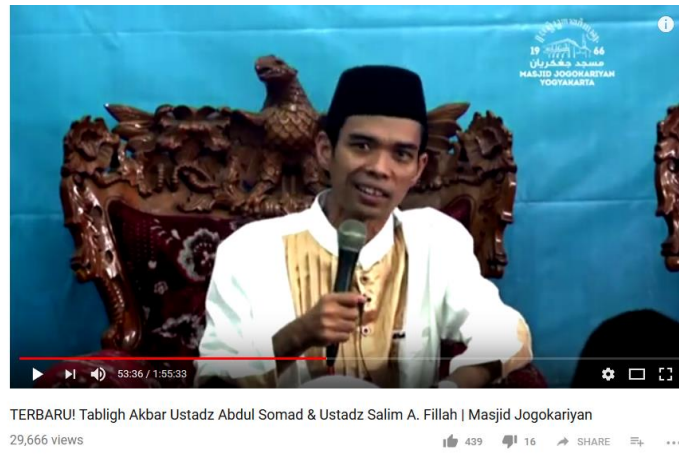 19 66
مسجد جغكريان
MASJID JOGOKARIYAN
YOGYAKARTA
53:36 / 1:55:33
TERBARU! Tabligh Akbar Ustadz Abdul Somad & Ustadz Salim A. Fillah | Masjid Jogokariyan
29,666 views
439
16
SHARE